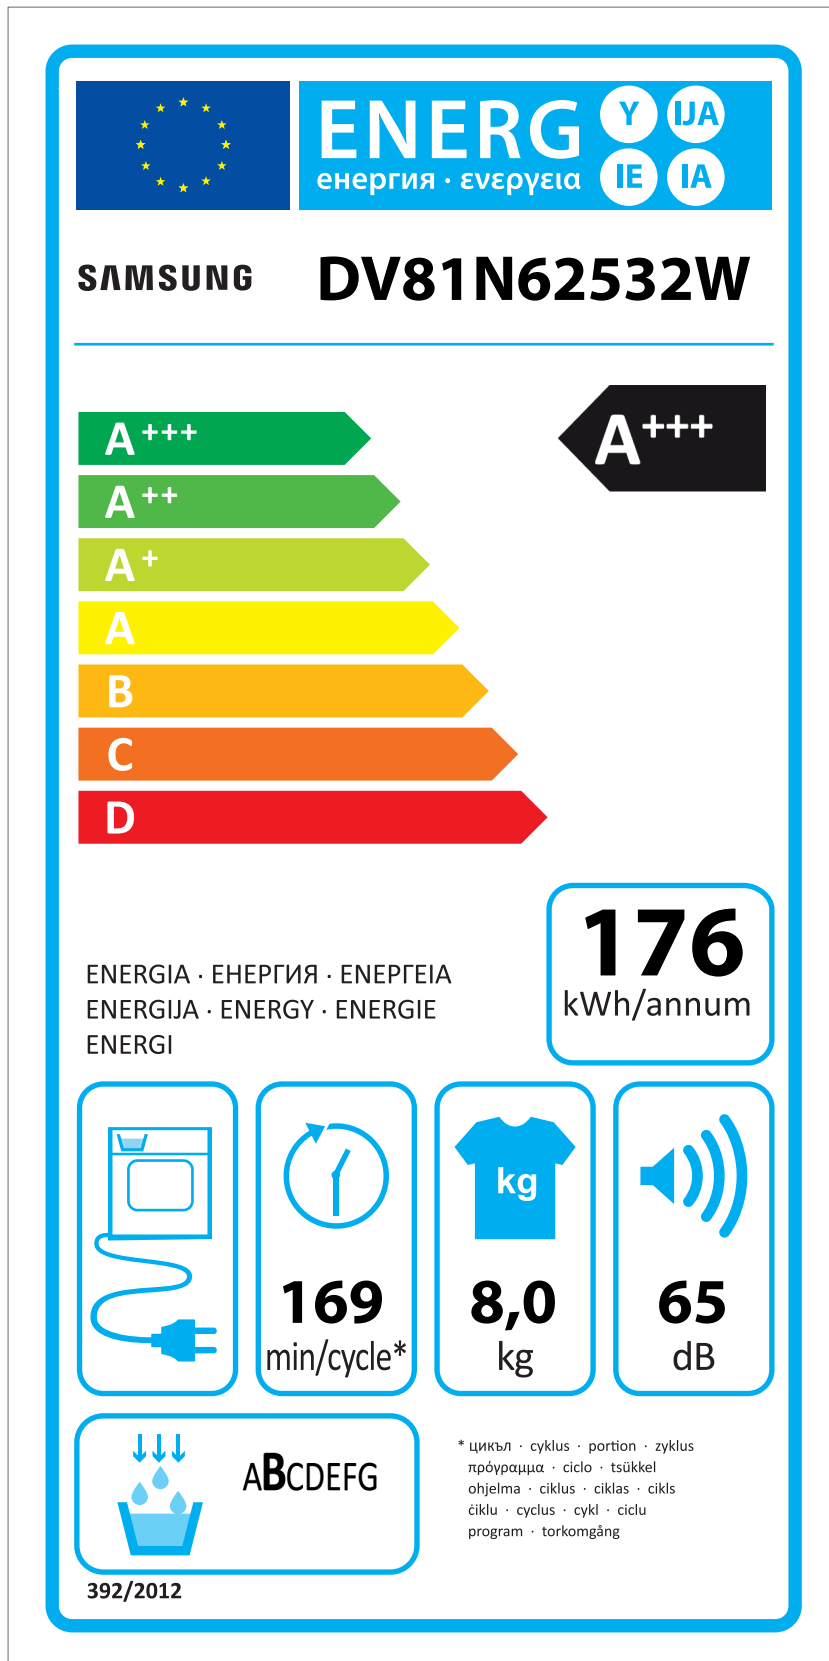 ENERG Y IJA
енергия · ενεργεια IE IA
SAMSUNG DV81N62532W
A+++ A+++
A++
A+
A
B
C
D
176
kWh/annum
ENERGIA · ЕНЕРГИЯ · ΕΝΕΡΓΕΙΑ
ENERGIJA · ENERGY · ENERGIE
ENERGI
kg
169 8,0 65
min/cycle* kg dB
ABCDEFG
* цикъл · cyklus · portion · zyklus
πρόγραμμα · ciclo · tsükkel
ohjelma · ciklus · ciklas · cikls
ċiklu · cyclus · cykl · ciclu
program · torkomgång
392/2012